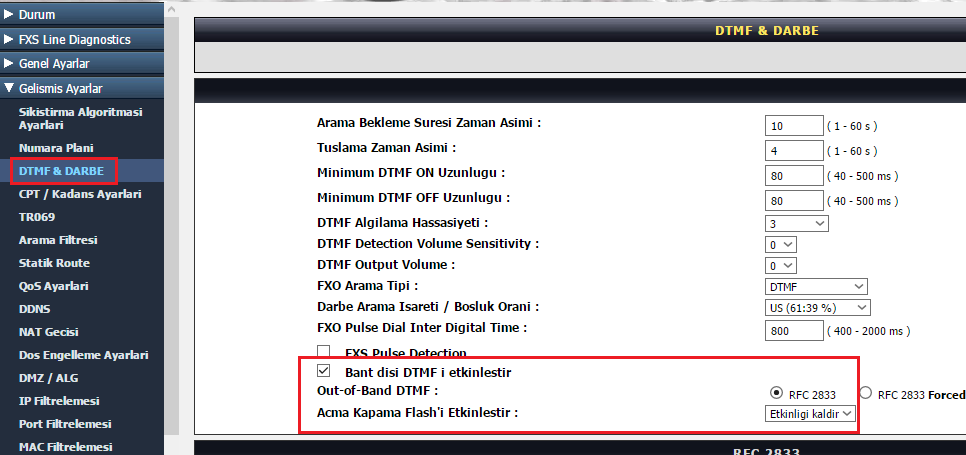 Durum
FXS Line Diagnostics
Genel Ayarlar
Gelismis Ayarlar
Sikistirma Algoritmasi
Ayarlari
Numara Plani
DTMF & DARBE
CPT / Kadans Ayarlari
TR069
Arama Filtresi
Statik Route
QoS Ayarlari
DDNS
NAT Gecisi
Dos Engelleme Ayarlari
DMZ / ALG
IP Filtrelemesi
Port Filtrelemesi
MAC Filtrelemesi
DTMF & DARBE
Arama Bekleme Suresi Zaman Asimi : 10 ( 1 - 60 s )
Tuslama Zaman Asimi : 4 ( 1 - 60 s )
Minimum DTMF ON Uzunlugu : 80 ( 40 - 500 ms )
Minimum DTMF OFF Uzunlugu : 80 ( 40 - 500 ms )
DTMF Algilama Hassasiyeti : 3
DTMF Detection Volume Sensitivity : 0
DTMF Output Volume : 0
FXO Arama Tipi : DTMF
Darbe Arama Isareti / Bosluk Orani : US (61:39 %)
FXO Pulse Dial Inter Digital Time : 800 ( 400 - 2000 ms )
FXS Pulse Detection
Bant disi DTMF i etkinlestir
Out-of-Band DTMF : RFC 2833 RFC 2833 Forced
Acma Kapama Flash'i Etkinlestir : Etkinligi kaldir
RFC 2833